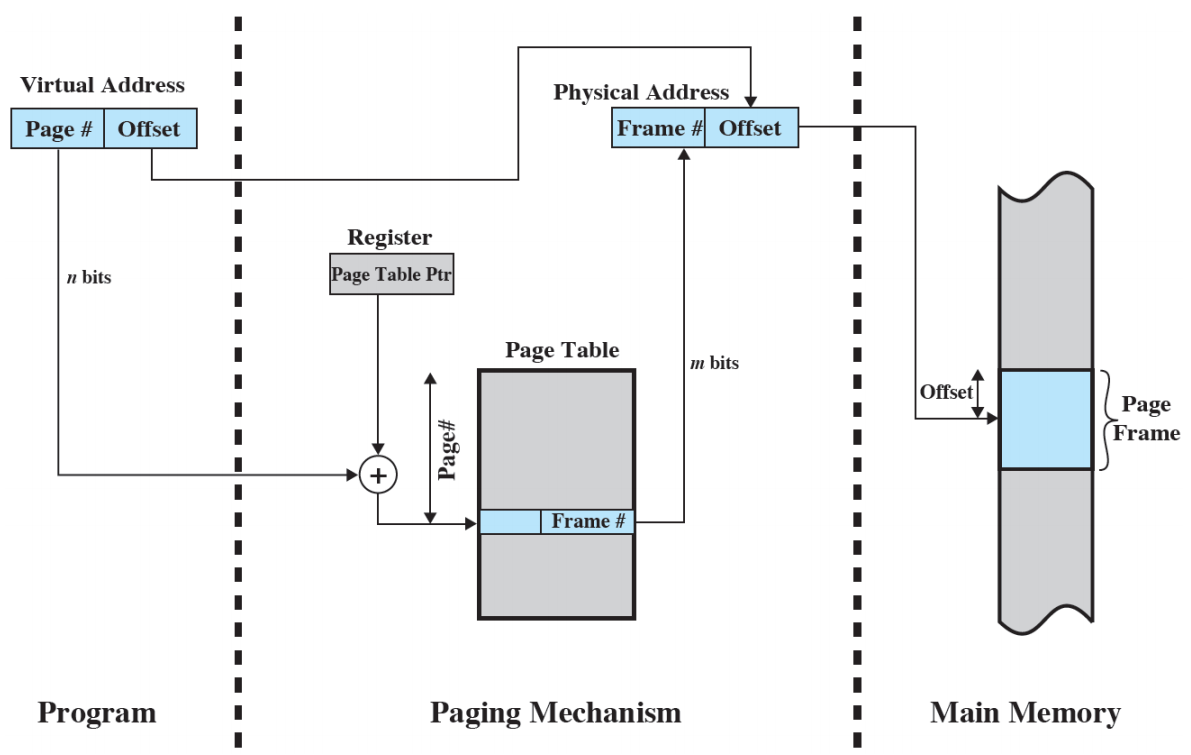 Virtual Address
Page #
Offset
Physical Address
Frame #
Offset
Register
Page Table Ptr
n bits
Page Table
m bits
Page#
Frame #
+
Offset
Page
Frame
Program
Paging Mechanism
Main Memory